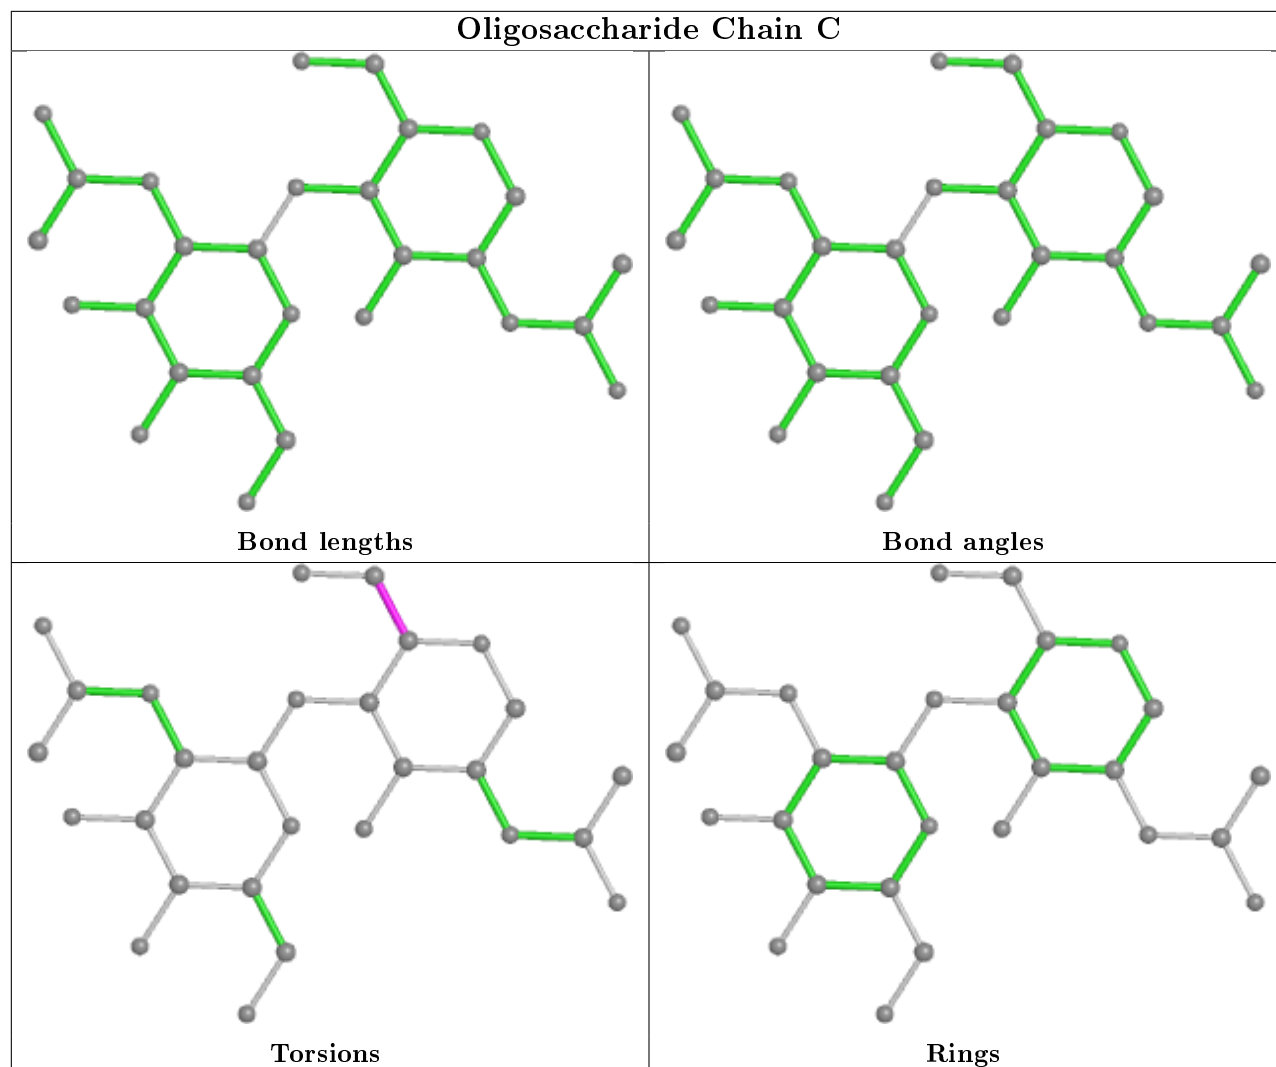 Oligosaccharide Chain C
Bond lengths
Bond angles
Torsions
Rings